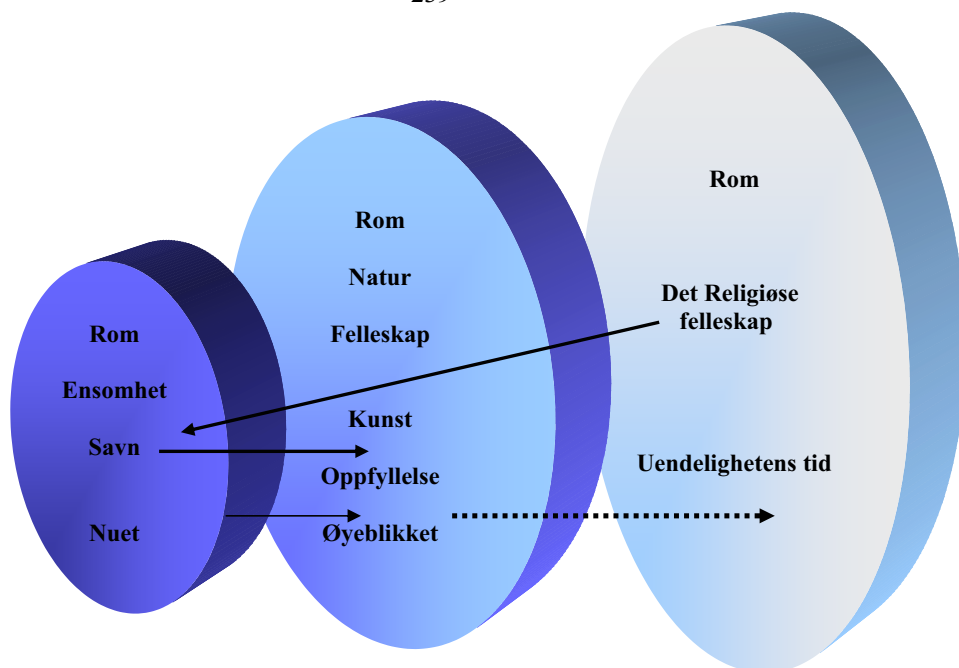 Rom
Ensomhet
Savn
Nuet
Rom
Natur
Felleskap
Kunst
Oppfyllelse
Øyeblikket
Rom
Det Religiøse
felleskap
Uendelighetens tid